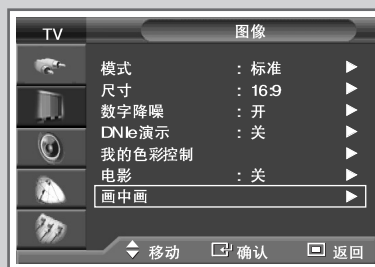 TV 图像
模式 : 标准
尺寸 : 16:9
数字降噪 : 开
DNIe演示 : 关
我的色彩控制
电影 : 关
画中画
移动 确认 返回